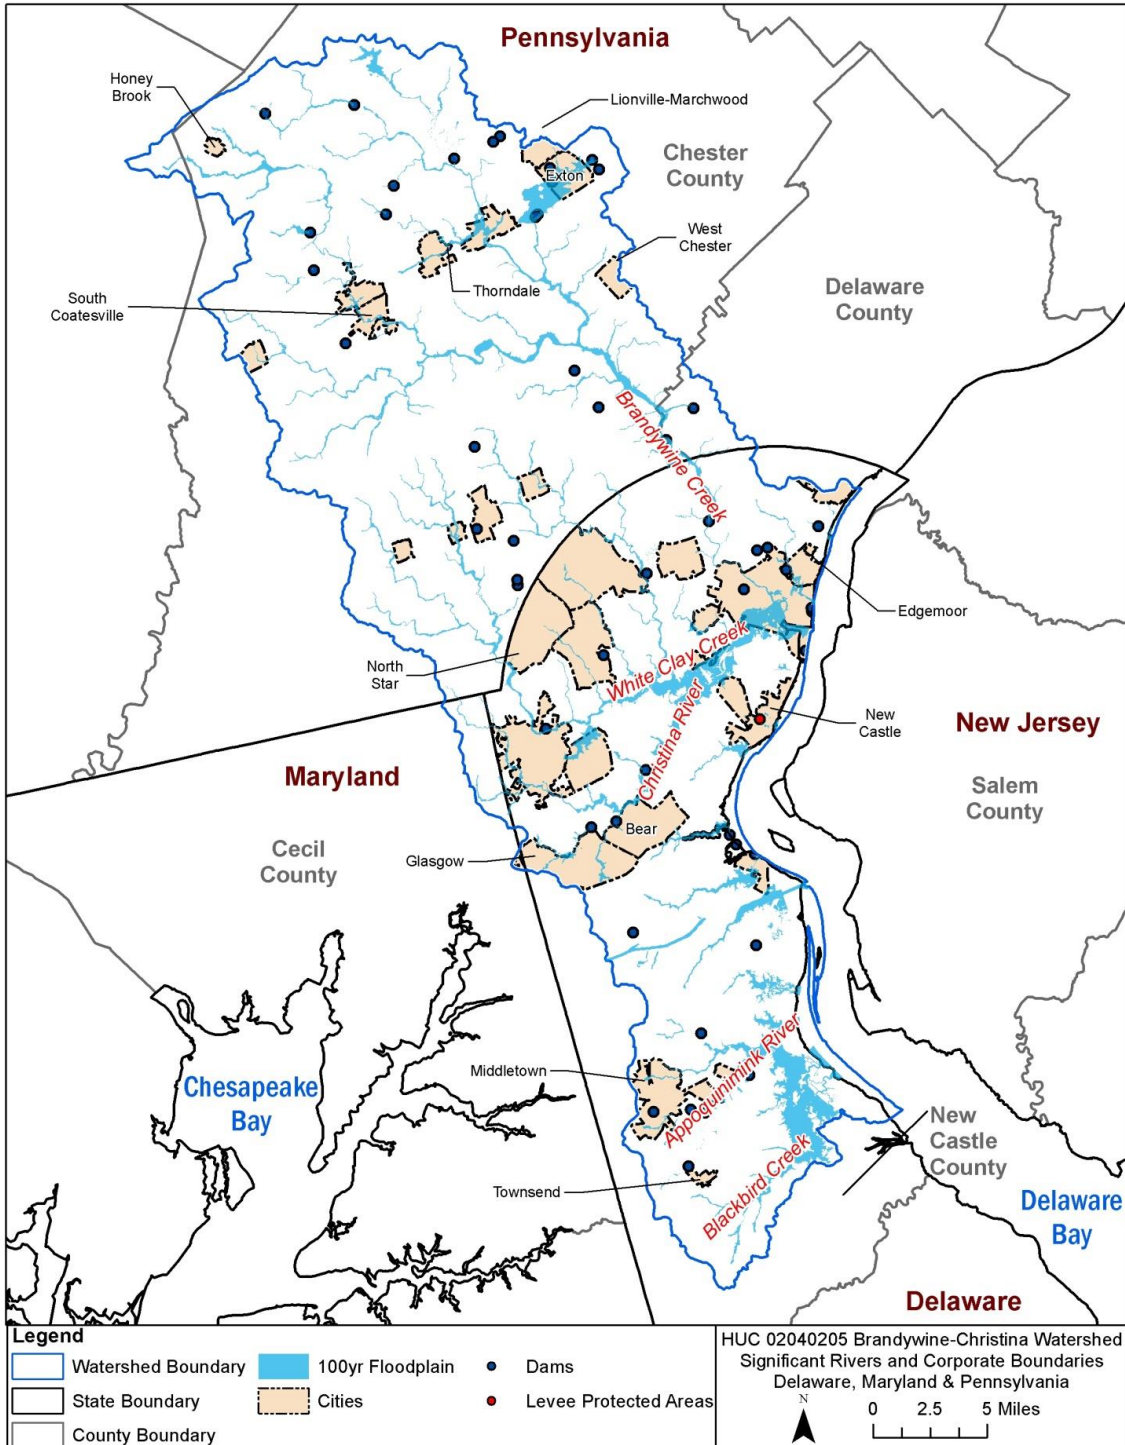 Pennsylvania
Honey
Brook
Lionville-Marchwood
Chester
County
Exton
West
Chester
Delaware
County
Thorndale
South
Coatesville
Brandywine Creek
Edgemoor
North
Star
White Clay Creek
New
Castle
Christina River
New Jersey
Maryland
Salem
County
Cecil
County
Bear
Glasgow
Chesapeake
Bay
Middletown
Appoquinimink River
New
Castle
County
Townsend
Blackbird Creek
Delaware
Bay
Delaware
Legend
Watershed Boundary
State Boundary
County Boundary
100yr Floodplain
Cities
Dams
Levee Protected Areas
HUC 02040205 Brandywine-Christina Watershed
Significant Rivers and Corporate Boundaries
Delaware, Maryland & Pennsylvania
N
0 2.5 5 Miles